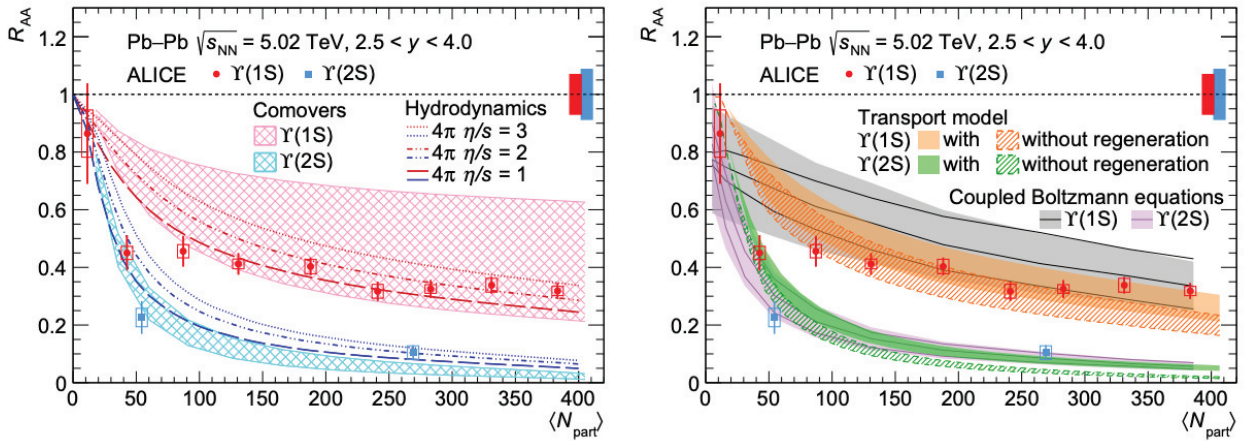 R_AA
1.2
1
0.8
0.6
0.4
0.2
0
Pb–Pb √s_NN = 5.02 TeV, 2.5 < y < 4.0
ALICE ϒ(1S) ϒ(2S)
Comovers
ϒ(1S)
ϒ(2S)
Hydrodynamics
4π η/s = 3
4π η/s = 2
4π η/s = 1
0 50 100 150 200 250 300 350 400
⟨N_part⟩
R_AA
1.2
1
0.8
0.6
0.4
0.2
0
Pb–Pb √s_NN = 5.02 TeV, 2.5 < y < 4.0
ALICE ϒ(1S) ϒ(2S)
Transport model
ϒ(1S) with without regeneration
ϒ(2S) with without regeneration
Coupled Boltzmann equations
ϒ(1S) ϒ(2S)
0 50 100 150 200 250 300 350 400
⟨N_part⟩